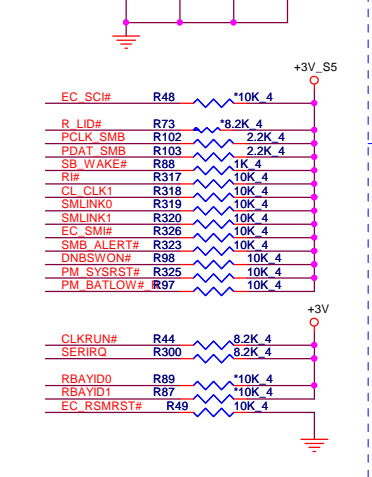 +3V_S5
EC_SCI# R48 *10K_4
R_LID# R73 *8.2K_4
PCLK_SMB R102 2.2K_4
PDAT_SMB R103 2.2K_4
SB_WAKE# R88 1K_4
RI# R317 10K_4
CL_CLK1 R318 10K_4
SMLINK0 R319 10K_4
SMLINK1 R320 10K_4
EC_SMI# R326 10K_4
SMB_ALERT# R323 10K_4
DNBSWON# R98 10K_4
PM_SYSRST# R325 10K_4
PM_BATLOW#_R R97 10K_4
+3V
CLKRUN# R44 8.2K_4
SERIRQ R300 8.2K_4
RBAYID0 R89 *10K_4
RBAYID1 R87 *10K_4
EC_RSMRST# R49 10K_4